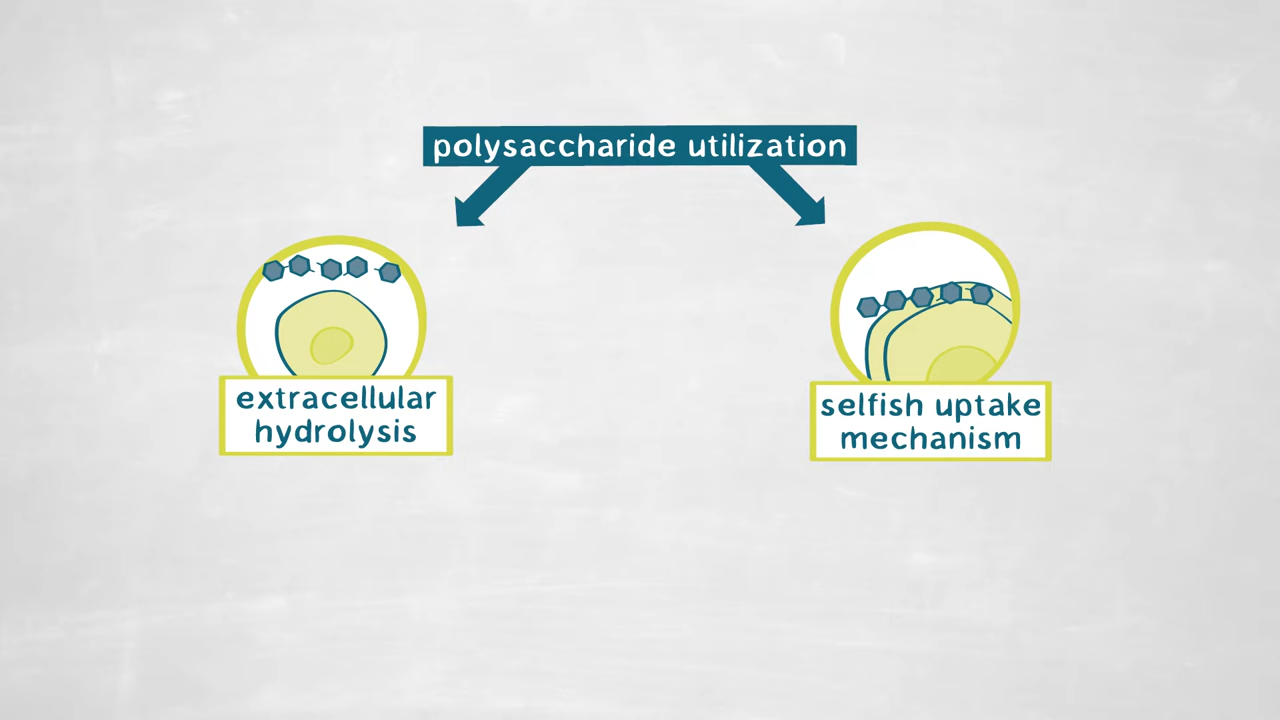 polysaccharide utilization
extracellular
hydrolysis
selfish uptake
mechanism